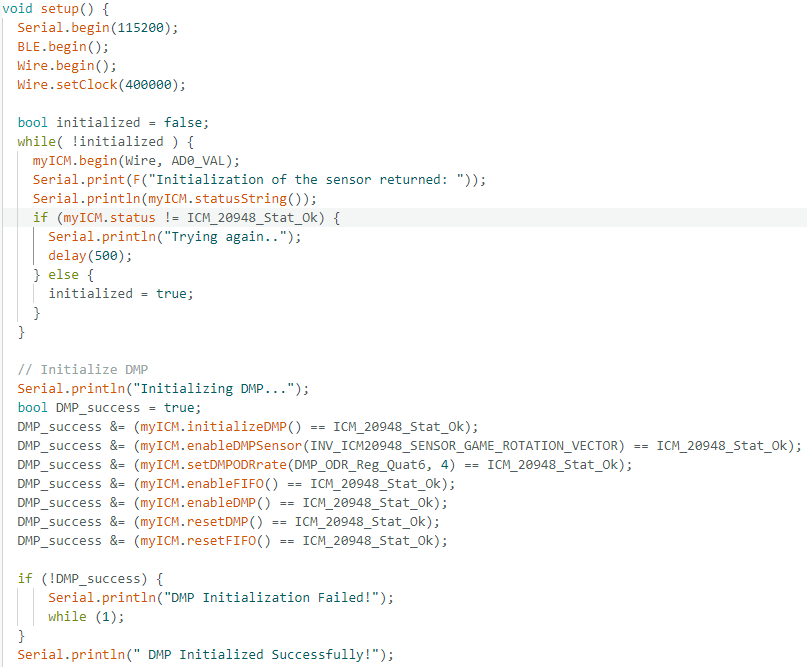 void setup() {
  Serial.begin(115200);
  BLE.begin();
  Wire.begin();
  Wire.setClock(400000);

  bool initialized = false;
  while( !initialized ) {
    myICM.begin(Wire, AD0_VAL);
    Serial.print(F("Initialization of the sensor returned: "));
    Serial.println(myICM.statusString());
    if (myICM.status != ICM_20948_Stat_Ok) {
      Serial.println("Trying again..");
      delay(500);
    } else {
      initialized = true;
    }
  }

  // Initialize DMP
  Serial.println("Initializing DMP...");
  bool DMP_success = true;
  DMP_success &= (myICM.initializeDMP() == ICM_20948_Stat_Ok);
  DMP_success &= (myICM.enableDMPSensor(INV_ICM20948_SENSOR_GAME_ROTATION_VECTOR) == ICM_20948_Stat_Ok);
  DMP_success &= (myICM.setDMPODRrate(DMP_ODR_Reg_Quat6, 4) == ICM_20948_Stat_Ok);
  DMP_success &= (myICM.enableFIFO() == ICM_20948_Stat_Ok);
  DMP_success &= (myICM.enableDMP() == ICM_20948_Stat_Ok);
  DMP_success &= (myICM.resetDMP() == ICM_20948_Stat_Ok);
  DMP_success &= (myICM.resetFIFO() == ICM_20948_Stat_Ok);

  if (!DMP_success) {
      Serial.println("DMP Initialization Failed!");
      while (1);
  }
  Serial.println(" DMP Initialized Successfully!");